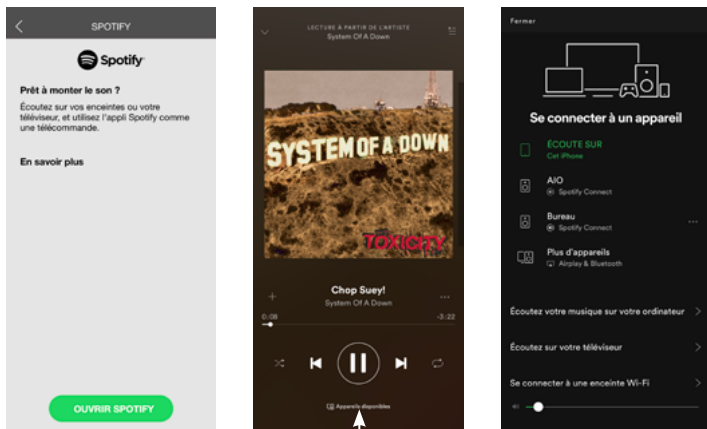 SPOTIFY
Spotify
Prêt à monter le son ?
Écoutez sur vos enceintes ou votre
téléviseur, et utilisez l'appli Spotify comme
une télécommande.
En savoir plus
OUVRIR SPOTIFY
LECTURE À PARTIR DE L'ARTISTE
System Of A Down
SYSTEM OF A DOWN
TOXICITY
Chop Suey!
System Of A Down
0:08
-3:22
Appareils disponibles
Fermer
Se connecter à un appareil
ÉCOUTE SUR
Cet iPhone
AIO
Spotify Connect
Bureau
Spotify Connect
Plus d'appareils
Airplay & Bluetooth
Écoutez votre musique sur votre ordinateur
Écoutez sur votre téléviseur
Se connecter à une enceinte Wi-Fi